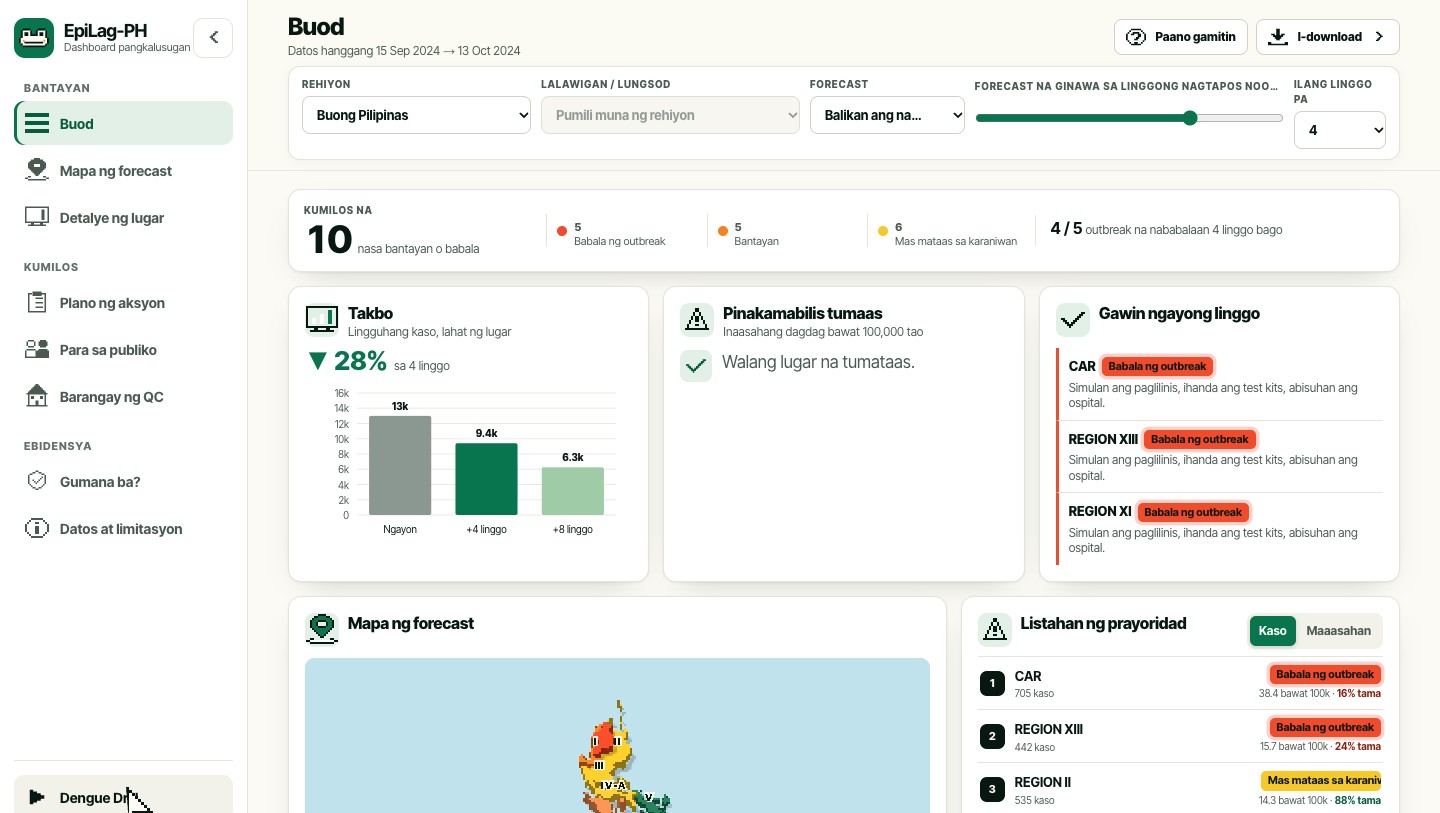 EpiLag-PH
Dashboard pangkalusugan
BANTAYAN
Buod
Mapa ng forecast
Detalye ng lugar
KUMILOS
Plano ng aksyon
Para sa publiko
Barangay ng QC
EBIDENSYA
Gumana ba?
Datos at limitasyon
Dengue
Buod
Datos hanggang 15 Sep 2024 → 13 Oct 2024
Paano gamitin
I-download
REHIYON
Buong Pilipinas
LALAWIGAN / LUNGSOD
Pumili muna ng rehiyon
FORECAST
Balikan ang na...
FORECAST NA GINAWA SA LINGGONG NAGTAPOS NOO...
ILANG LINGGO
PA
4
KUMILOS NA
10 nasa bantayan o babala
5
Babala ng outbreak
5
Bantayan
6
Mas mataas sa karaniwan
4 / 5 outbreak na nababalaan 4 linggo bago
Takbo
Lingguhang kaso, lahat ng lugar
▼ 28% sa 4 linggo
16k
14k
12k
10k
8k
6k
4k
2k
0
13k
9.4k
6.3k
Ngayon
+4 linggo
+8 linggo
Pinakamabilis tumaas
Inaasahang dagdag bawat 100,000 tao
Walang lugar na tumataas.
Gawin ngayong linggo
CAR Babala ng outbreak
Simulan ang paglilinis, ihanda ang test kits, abisuhan ang
ospital.
REGION XIII Babala ng outbreak
Simulan ang paglilinis, ihanda ang test kits, abisuhan ang
ospital.
REGION XI Babala ng outbreak
Simulan ang paglilinis, ihanda ang test kits, abisuhan ang
ospital.
Mapa ng forecast
I
II
III
IV-A
V
Listahan ng prayoridad
Kaso
Maaasahan
1
CAR
705 kaso
Babala ng outbreak
38.4 bawat 100k · 16% tama
2
REGION XIII
442 kaso
Babala ng outbreak
15.7 bawat 100k · 24% tama
3
REGION II
535 kaso
Mas mataas sa
14.3 bawat 100k · 88% tama